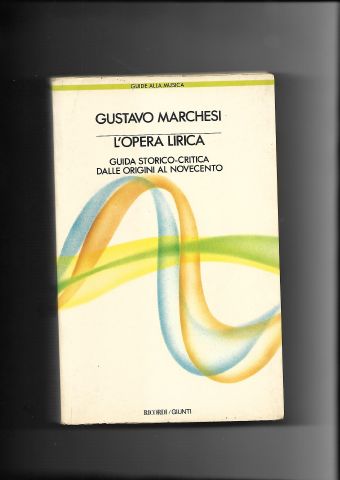 GUIDE ALLA MUSICA
GUSTAVO MARCHESI
L'OPERA LIRICA
GUIDA STORICO-CRITICA
DALLE ORIGINI AL NOVECENTO
RICORDI/GIUNTI